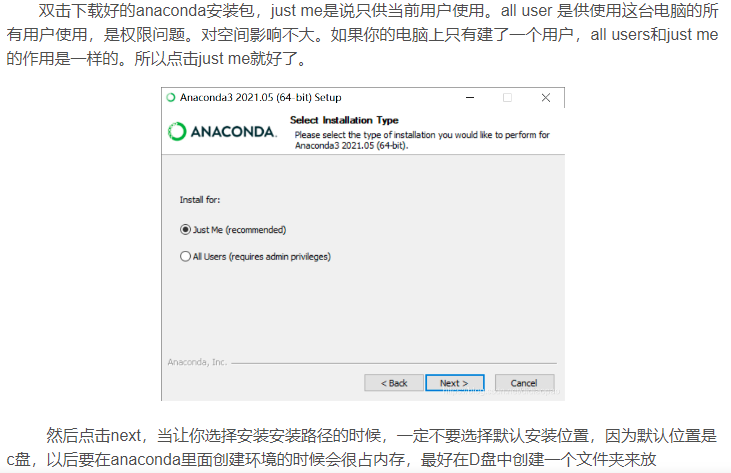 双击下载好的anaconda安装包，just me是说只供当前用户使用。all user 是供使用这台电脑的所
有用户使用，是权限问题。对空间影响不大。如果你的电脑上只有建了一个用户，all users和just me
的作用是一样的。所以点击just me就好了。
Anaconda3 2021.05 (64-bit) Setup
ANACONDA.
Select Installation Type
Please select the type of installation you would like to perform for
Anaconda3 2021.05 (64-bit).
Install for:
Just Me (recommended)
All Users (requires admin privileges)
Anaconda, Inc.
< Back
Next >
Cancel
然后点击next，当让你选择安装安装路径的时候，一定不要选择默认安装位置，因为默认位置是
c盘，以后要在anaconda里面创建环境的时候会很占内存，最好在D盘中创建一个文件夹来放